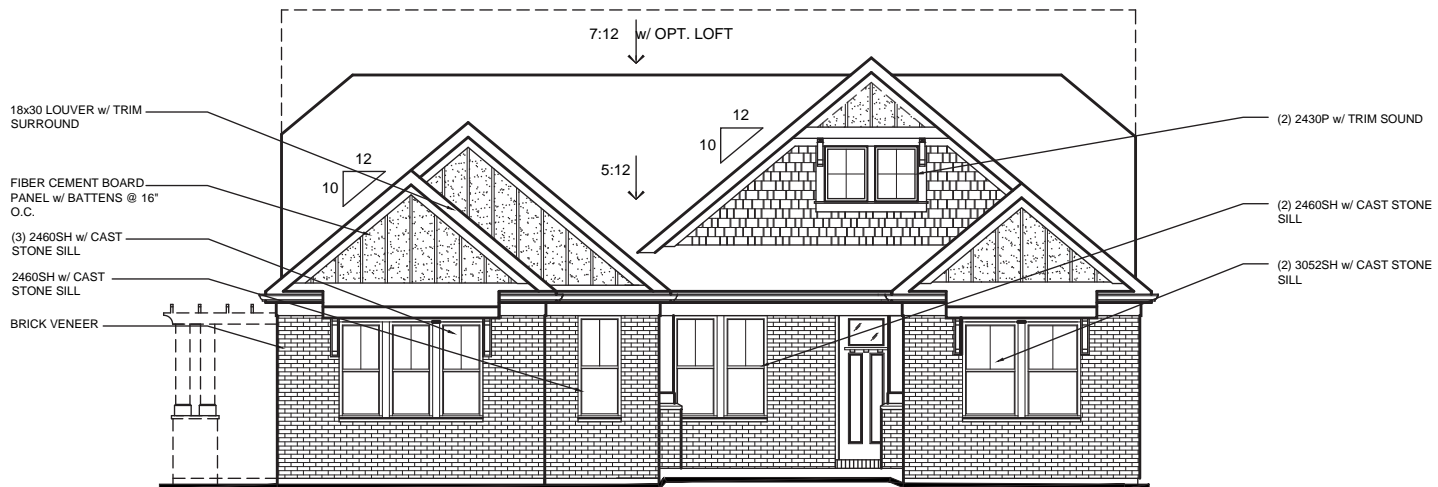 7:12 w/ OPT. LOFT
18x30 LOUVER w/ TRIM
SURROUND
12
10
FIBER CEMENT BOARD
PANEL w/ BATTENS @ 16"
O.C.
(3) 2460SH w/ CAST
STONE SILL
2460SH w/ CAST
STONE SILL
BRICK VENEER
5:12
12
10
(2) 2430P w/ TRIM SOUND
(2) 2460SH w/ CAST STONE
SILL
(2) 3052SH w/ CAST STONE
SILL